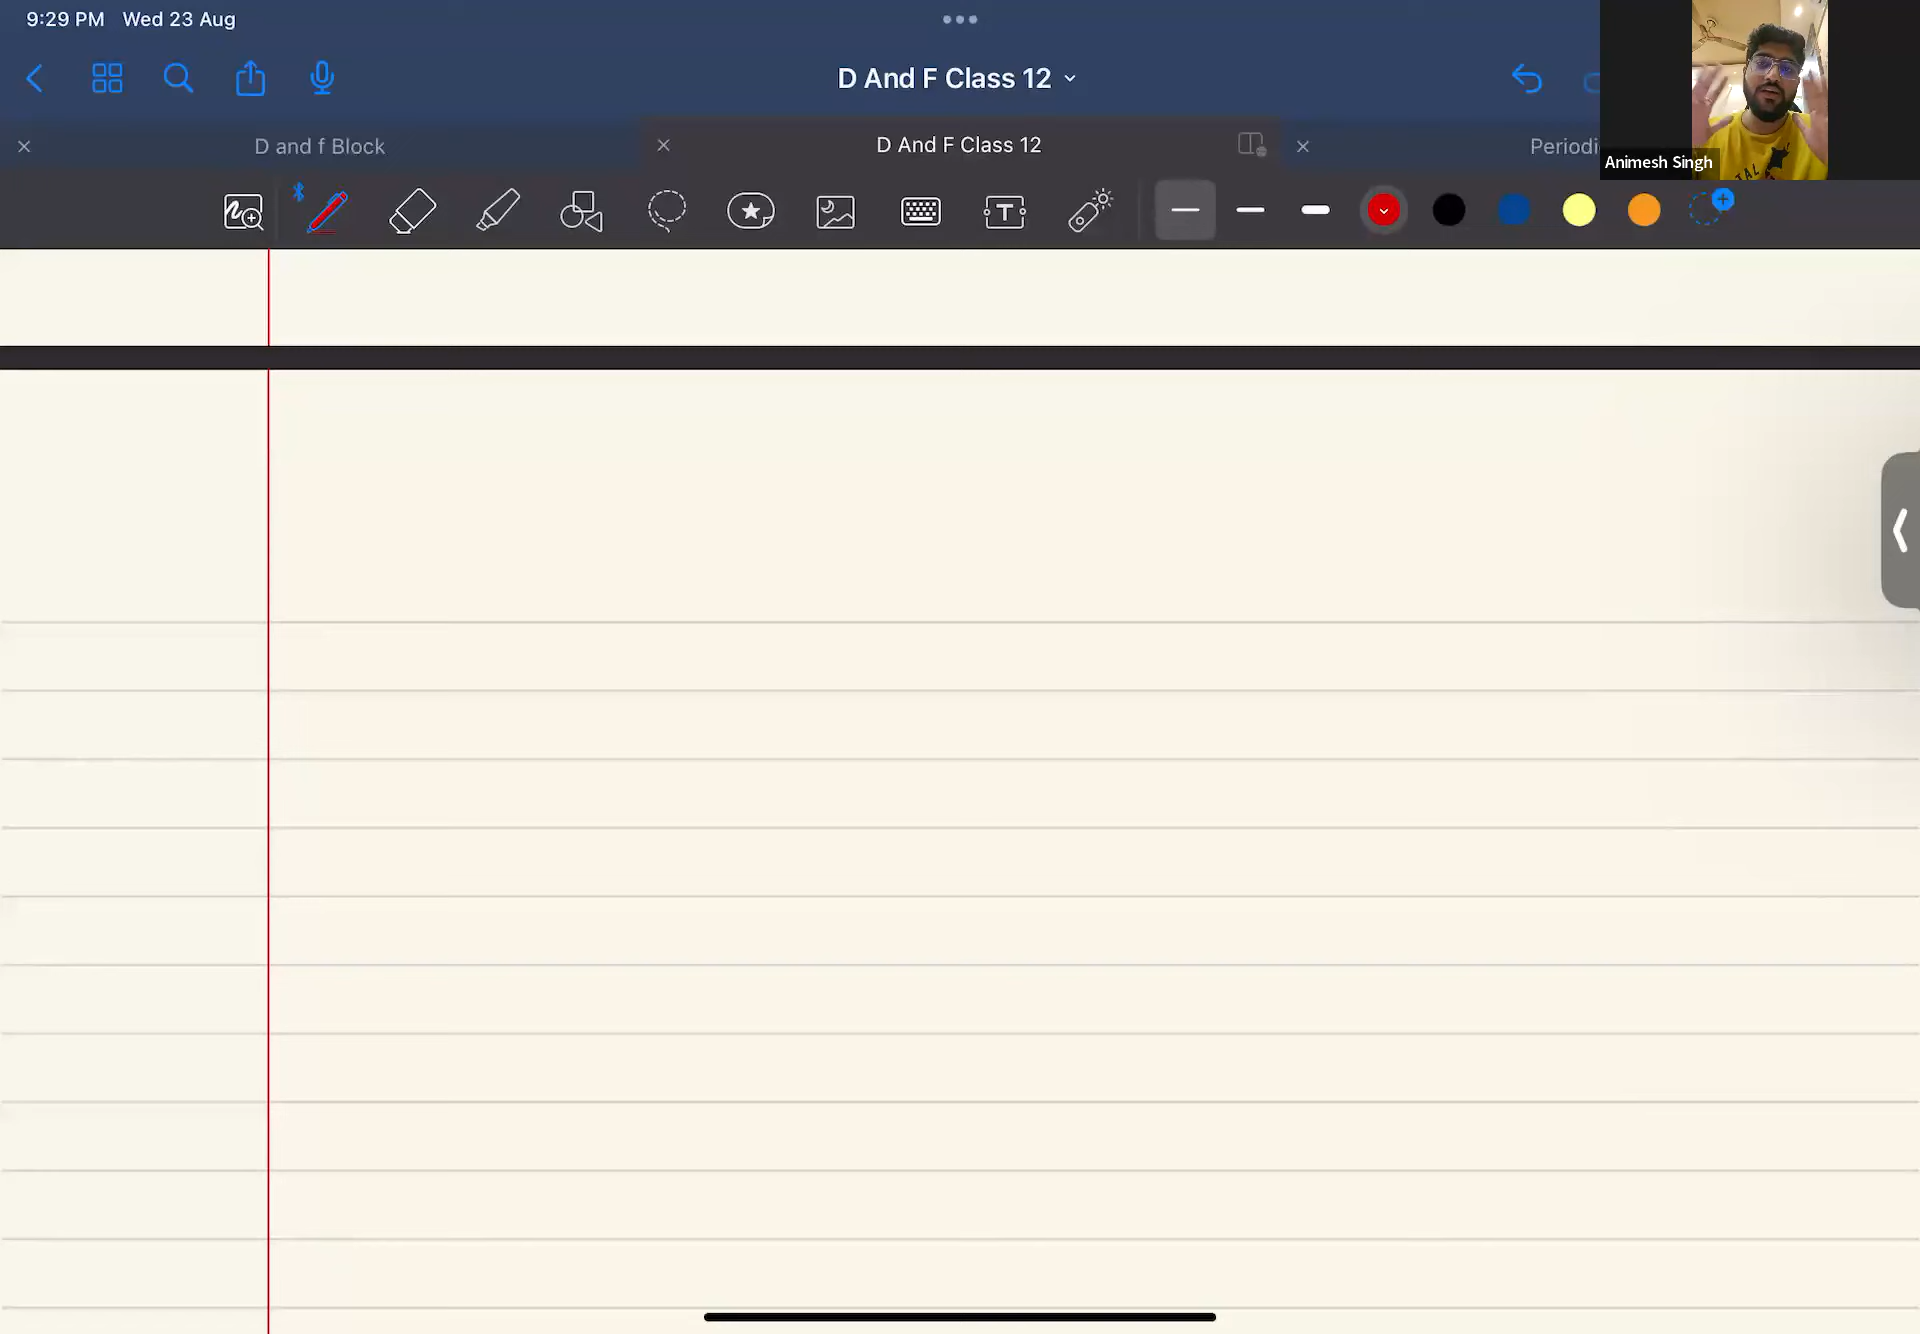 9:29 PM Wed 23 Aug
D And F Class 12
D and f Block
D And F Class 12
Periodi
Animesh Singh
T